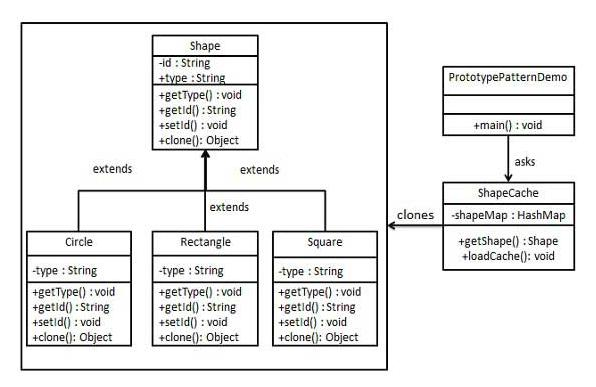 Shape
-id : String
+type : String
+getType() : void
+getId() : String
+setId() : void
+clone(): Object
extends
extends
extends
Circle
-type : String
+getType() : void
+getId() : String
+setId() : void
+clone(): Object
Rectangle
-type : String
+getType() : void
+getId() : String
+setId() : void
+clone(): Object
Square
-type : String
+getType() : void
+getId() : String
+setId() : void
+clone(): Object
PrototypePatternDemo
+main() : void
asks
ShapeCache
-shapeMap : HashMap
+getShape() : Shape
+loadCache(): void
clones